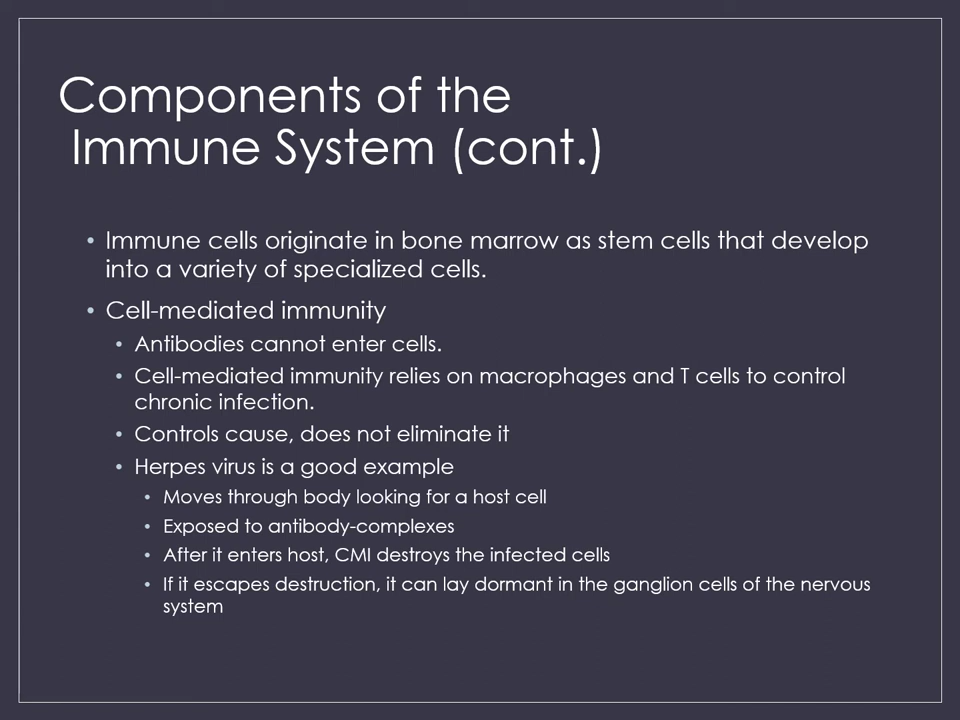 Components of the
Immune System (cont.)
• Immune cells originate in bone marrow as stem cells that develop
into a variety of specialized cells.
• Cell-mediated immunity
• Antibodies cannot enter cells.
• Cell-mediated immunity relies on macrophages and T cells to control
chronic infection.
• Controls cause, does not eliminate it
• Herpes virus is a good example
• Moves through body looking for a host cell
• Exposed to antibody-complexes
• After it enters host, CMI destroys the infected cells
• If it escapes destruction, it can lay dormant in the ganglion cells of the nervous
system